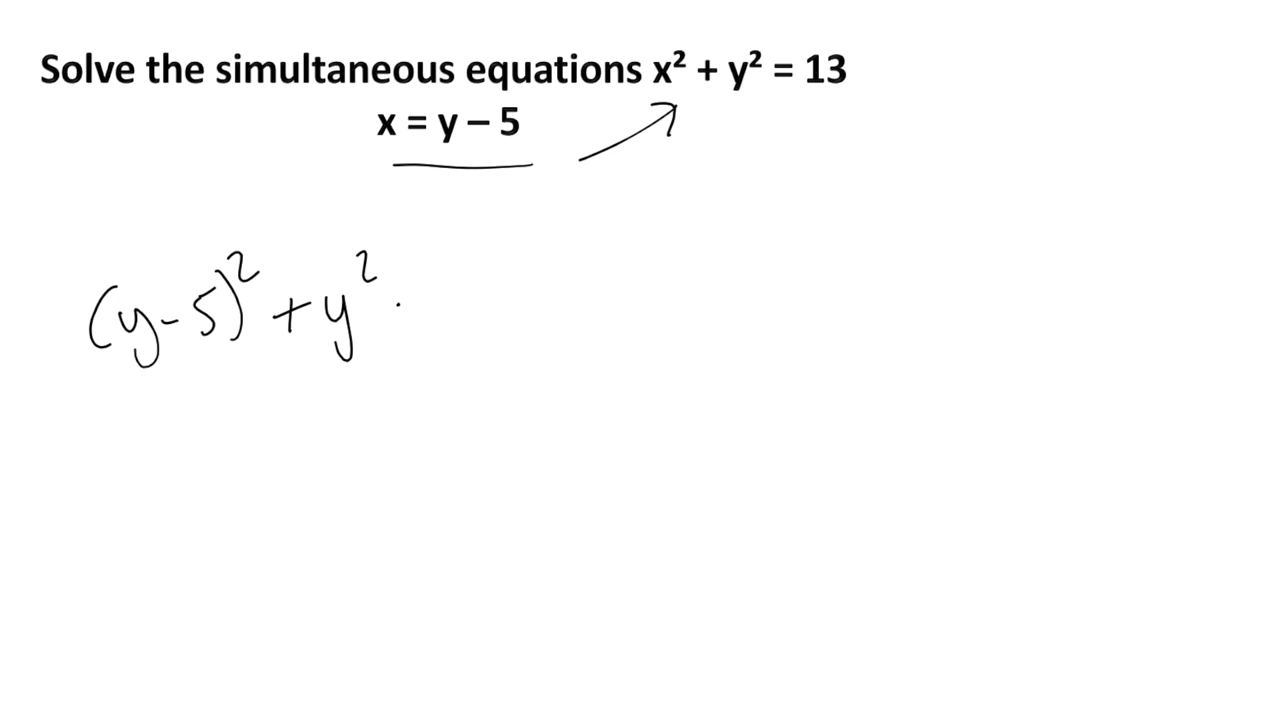 Solve the simultaneous equations x² + y² = 13
x = y – 5
(y-5)² + y²